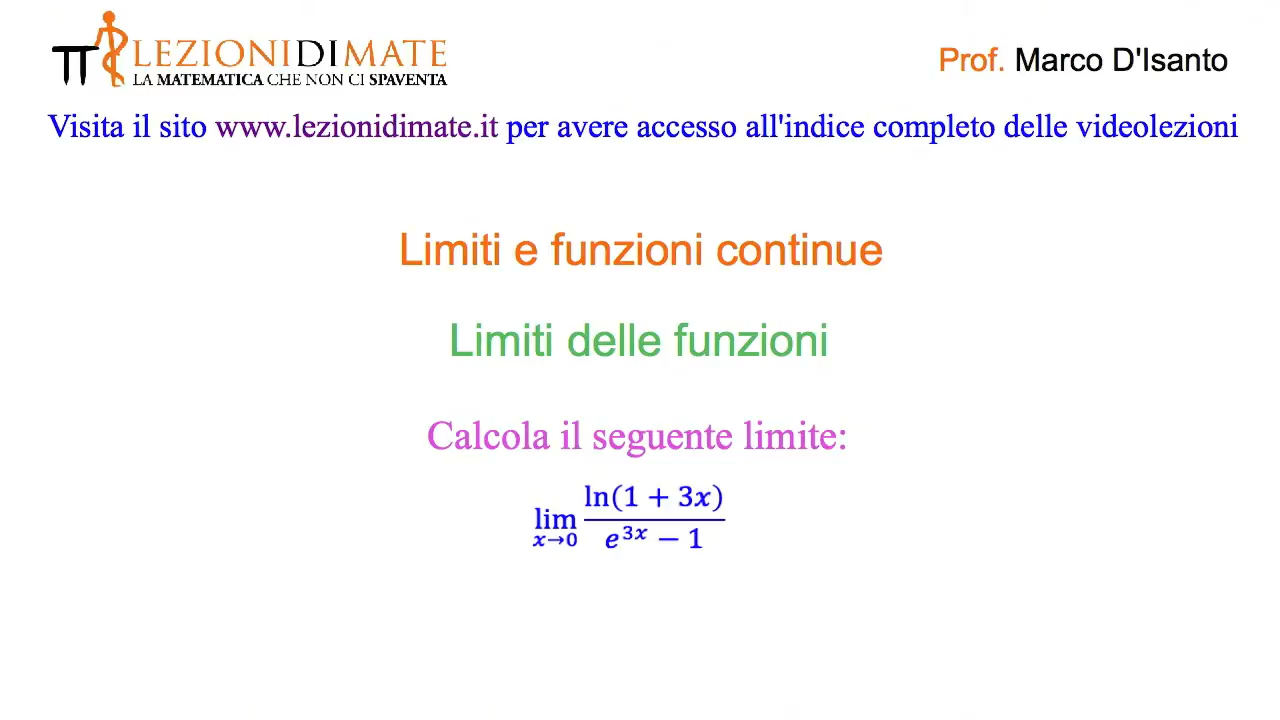 π LEZIONIDIMATE
LA MATEMATICA CHE NON CI SPAVENTA
Prof. Marco D'Isanto
Visita il sito www.lezionidimate.it per avere accesso all'indice completo delle videolezioni
Limiti e funzioni continue
Limiti delle funzioni
Calcola il seguente limite:
lim x→0 ln(1 + 3x) / e^{3x} − 1